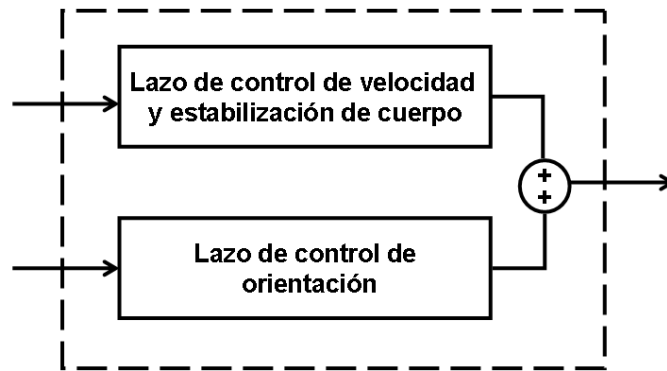 Lazo de control de velocidad
y estabilización de cuerpo
+
+
Lazo de control de
orientación